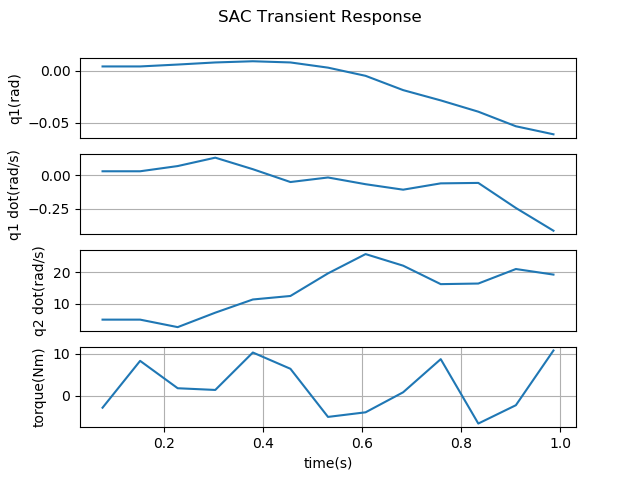 SAC Transient Response
0.00
−0.05
q1(rad)
0.00
−0.25
q1 dot(rad/s)
20
10
q2 dot(rad/s)
10
0
torque(Nm)
0.2 0.4 0.6 0.8 1.0
time(s)